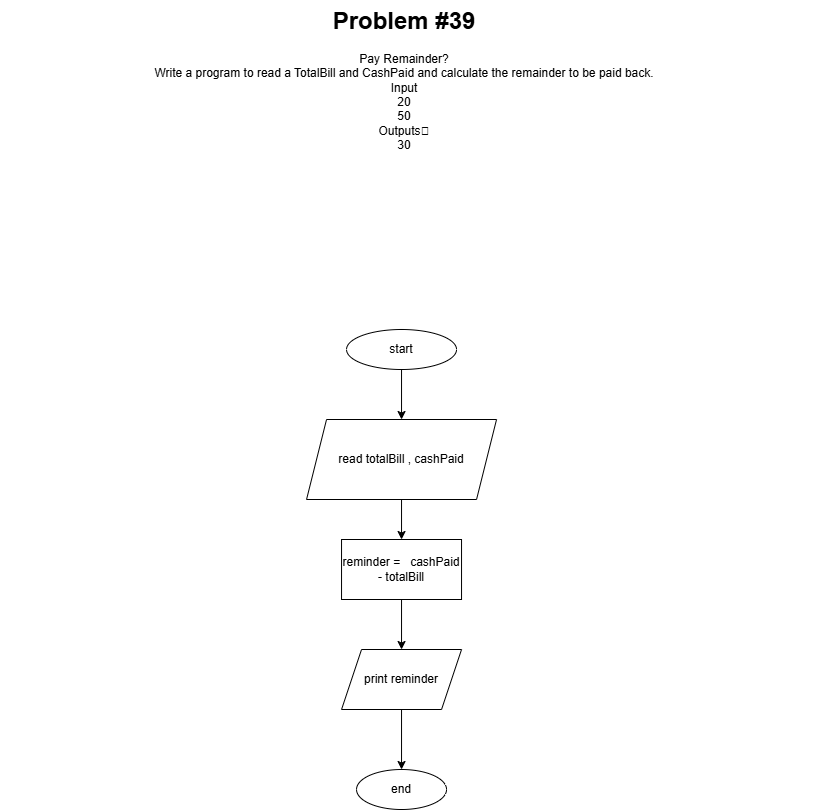 Problem #39
Pay Remainder?
Write a program to read a TotalBill and CashPaid and calculate the remainder to be paid back.
Input
20
50
Outputs
30
start
read totalBill , cashPaid
reminder =   cashPaid
- totalBill
print reminder
end